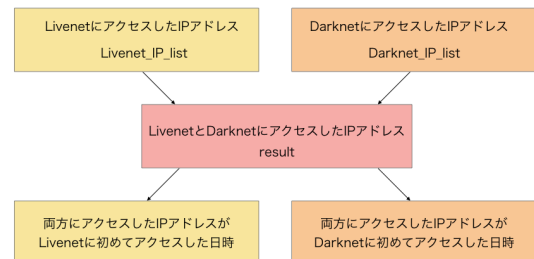 LivenetにアクセスしたIPアドレス
Livenet_IP_list
DarknetにアクセスしたIPアドレス
Darknet_IP_list
LivenetとDarknetにアクセスしたIPアドレス
result
両方にアクセスしたIPアドレスが
Livenetに初めてアクセスした日時
両方にアクセスしたIPアドレスが
Darknetに初めてアクセスした日時